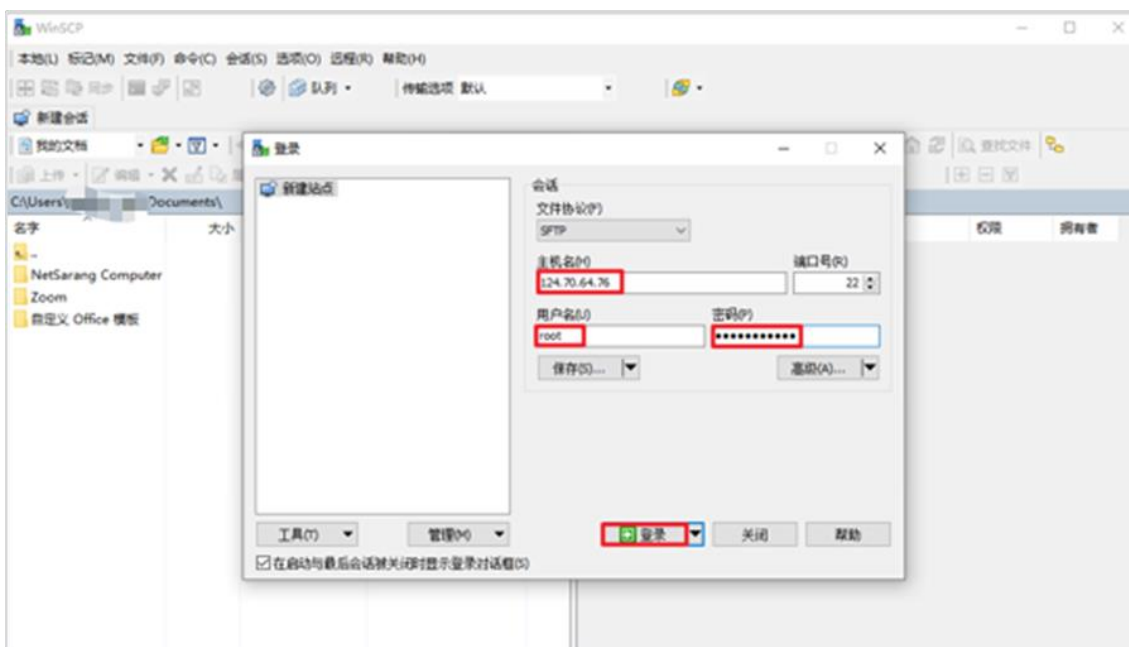 WinSCP
本地(L) 标记(M) 文件(F) 命令(C) 会话(S) 选项(O) 远程(R) 帮助(H)
同步 队列 传输选项 默认
新建会话
我的文档 查找文件
上传 编辑
C:\Users\ Documents\
名字 大小 权限 拥有者
..
NetSarang Computer
Zoom
自定义 Office 模板
登录
新建站点
会话
文件协议(F)
SFTP
主机名(H) 端口号(R)
124.70.64.76 22
用户名(U) 密码(P)
root •••••••••••
保存(S)... 高级(A)...
工具(T) 管理(M) 登录 关闭 帮助
在启动与最后会话被关闭时显示登录对话框(S)